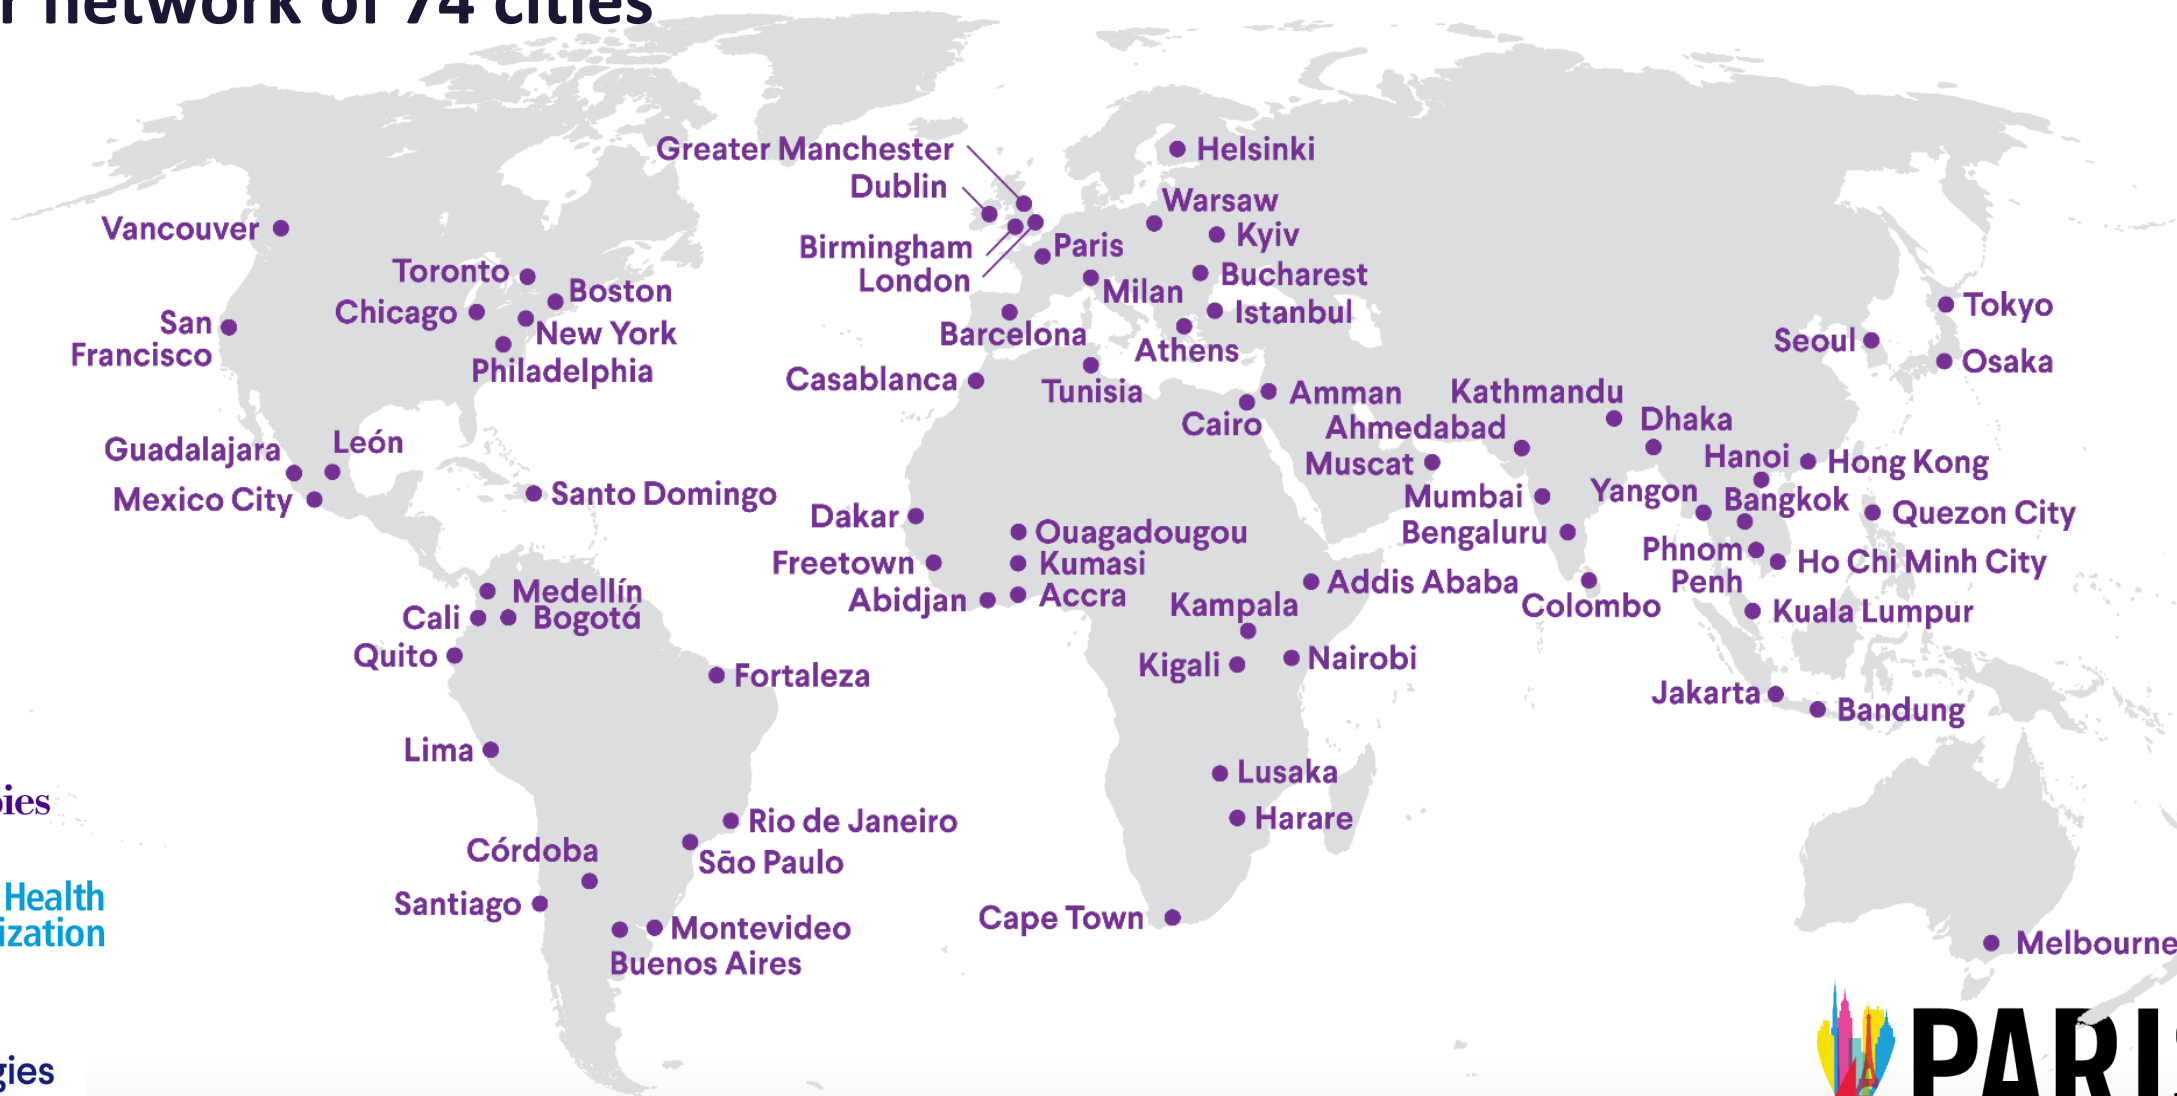 r network of 74 cities
Greater Manchester
Helsinki
Dublin
Warsaw
Vancouver
Kyiv
Birmingham
Paris
London
Toronto
Bucharest
Boston
Milan
Chicago
Istanbul
San
Francisco
New York
Barcelona
Tokyo
Seoul
Athens
Osaka
Philadelphia
Casablanca
Tunisia
Amman
Kathmandu
Cairo
Dhaka
Ahmedabad
León
Guadalajara
Muscat
Hanoi
Hong Kong
Mexico City
Santo Domingo
Mumbai
Yangon
Bangkok
Quezon City
Dakar
Ouagadougou
Bengaluru
Freetown
Kumasi
Phnom
Penh
Ho Chi Minh City
Medellín
Abidjan
Accra
Addis Ababa
Kampala
Colombo
Cali
Bogotá
Kuala Lumpur
Quito
Kigali
Nairobi
Fortaleza
Jakarta
Bandung
Lima
Lusaka
bies
Rio de Janeiro
Harare
Córdoba
São Paulo
Health
ization
Santiago
Cape Town
Montevideo
Buenos Aires
Melbourne
gies
PARIS